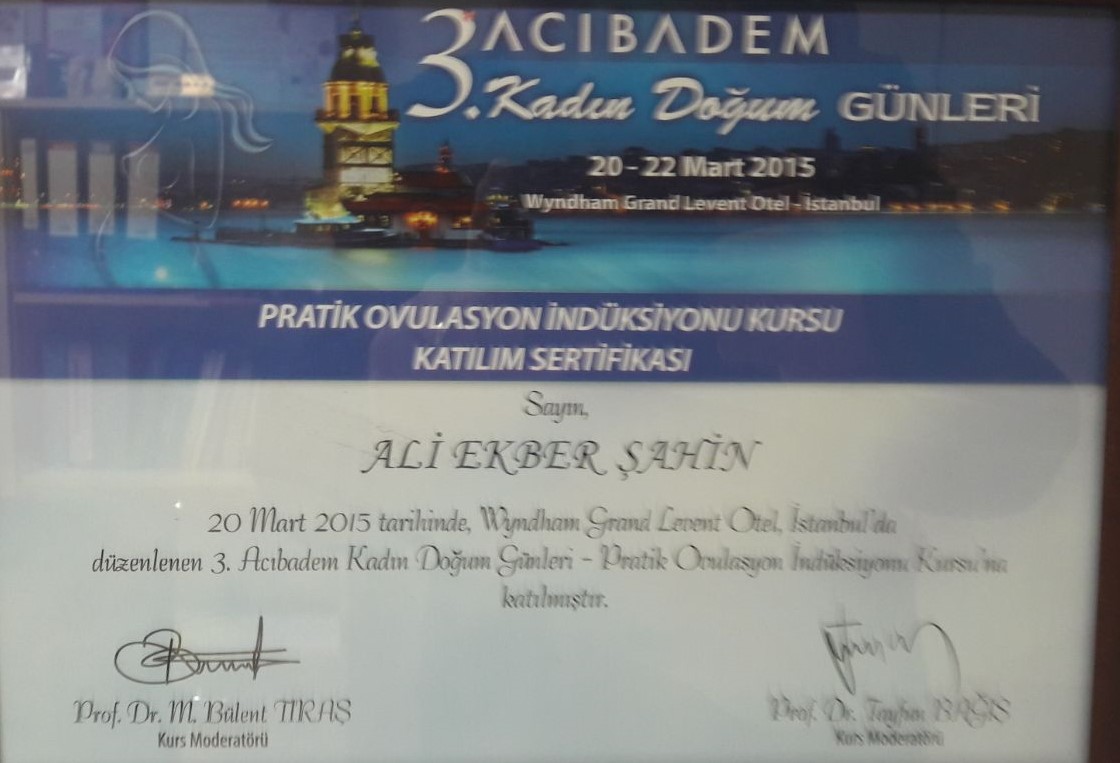 3. ACIBADEM
Kadın Doğum GÜNLERİ
20 - 22 Mart 2015
Wyndham Grand Levent Otel - İstanbul
PRATİK OVULASYON İNDÜKSİYONU KURSU
KATILIM SERTİFİKASI
Sayın,
ALİ EKBER ŞAHİN
20 Mart 2015 tarihinde, Wyndham Grand Levent Otel, İstanbul'da
düzenlenen 3. Acıbadem Kadın Doğum Günleri - Pratik Ovulasyon İndüksiyonu Kursu'na
katılmıştır.
Prof. Dr. M. Bülent TIRAŞ
Kurs Moderatörü
Prof. Dr. Tayfun BAĞIŞ
Kurs Moderatörü